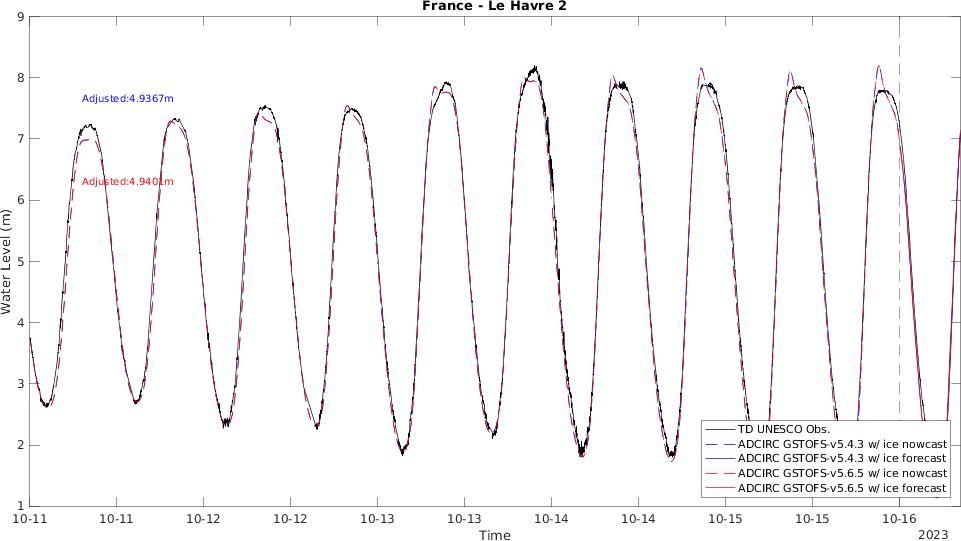 France - Le Havre 2
9
8
7
6
5
4
3
2
1
Water Level (m)
Adjusted:4.9367m
Adjusted:4.9401m
TD UNESCO Obs.
ADCIRC GSTOFS-v5.4.3 w/ ice nowcast
ADCIRC GSTOFS-v5.4.3 w/ ice forecast
ADCIRC GSTOFS-v5.6.5 w/ ice nowcast
ADCIRC GSTOFS-v5.6.5 w/ ice forecast
10-11 10-11 10-12 10-12 10-13 10-13 10-14 10-14 10-15 10-15 10-16
Time
2023